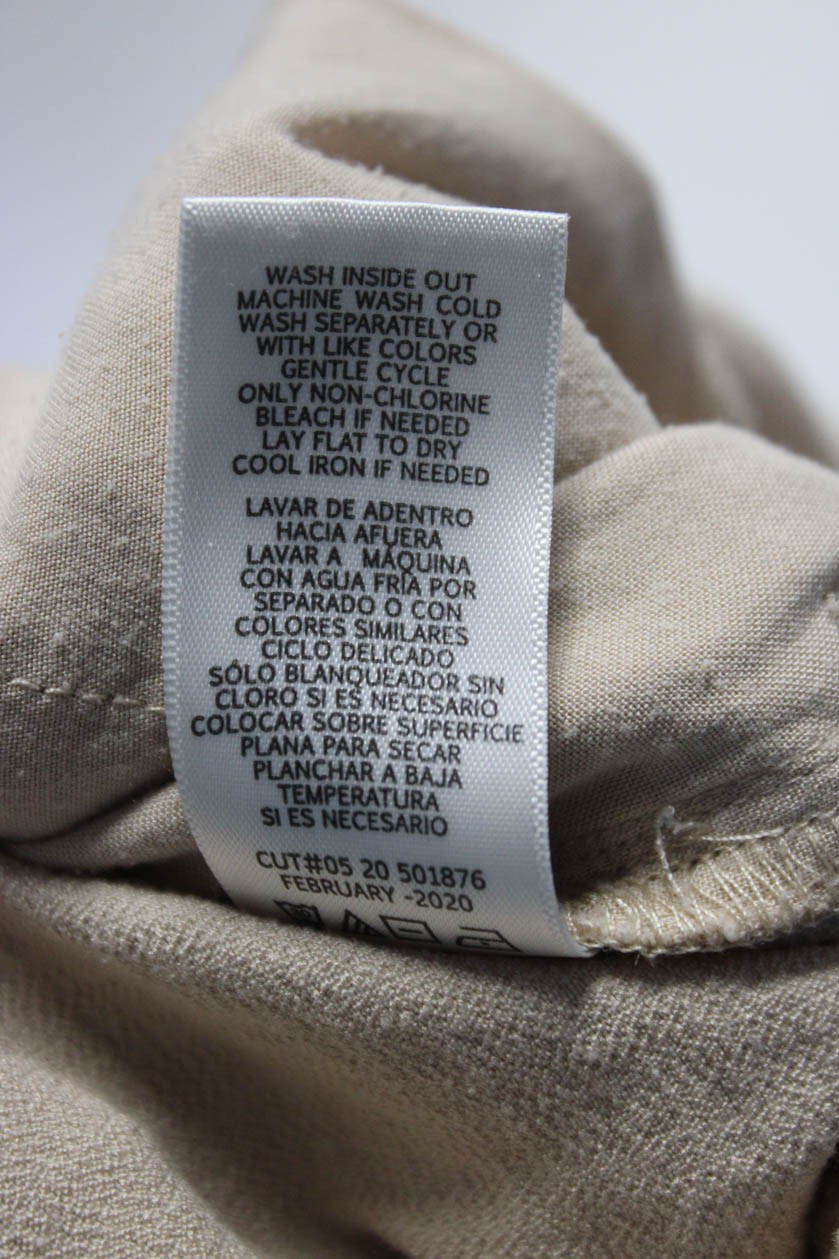 WASH INSIDE OUT
MACHINE WASH COLD
WASH SEPARATELY OR
WITH LIKE COLORS
GENTLE CYCLE
ONLY NON-CHLORINE
BLEACH IF NEEDED
LAY FLAT TO DRY
COOL IRON IF NEEDED
LAVAR DE ADENTRO
HACIA AFUERA
LAVAR A MÁQUINA
CON AGUA FRÍA POR
SEPARADO O CON
COLORES SIMILARES
CICLO DELICADO
SÓLO BLANQUEADOR SIN
CLORO SI ES NECESARIO
COLOCAR SOBRE SUPERFICIE
PLANA PARA SECAR
PLANCHAR A BAJA
TEMPERATURA
SI ES NECESARIO
CUT#05 20 501876
FEBRUARY -2020